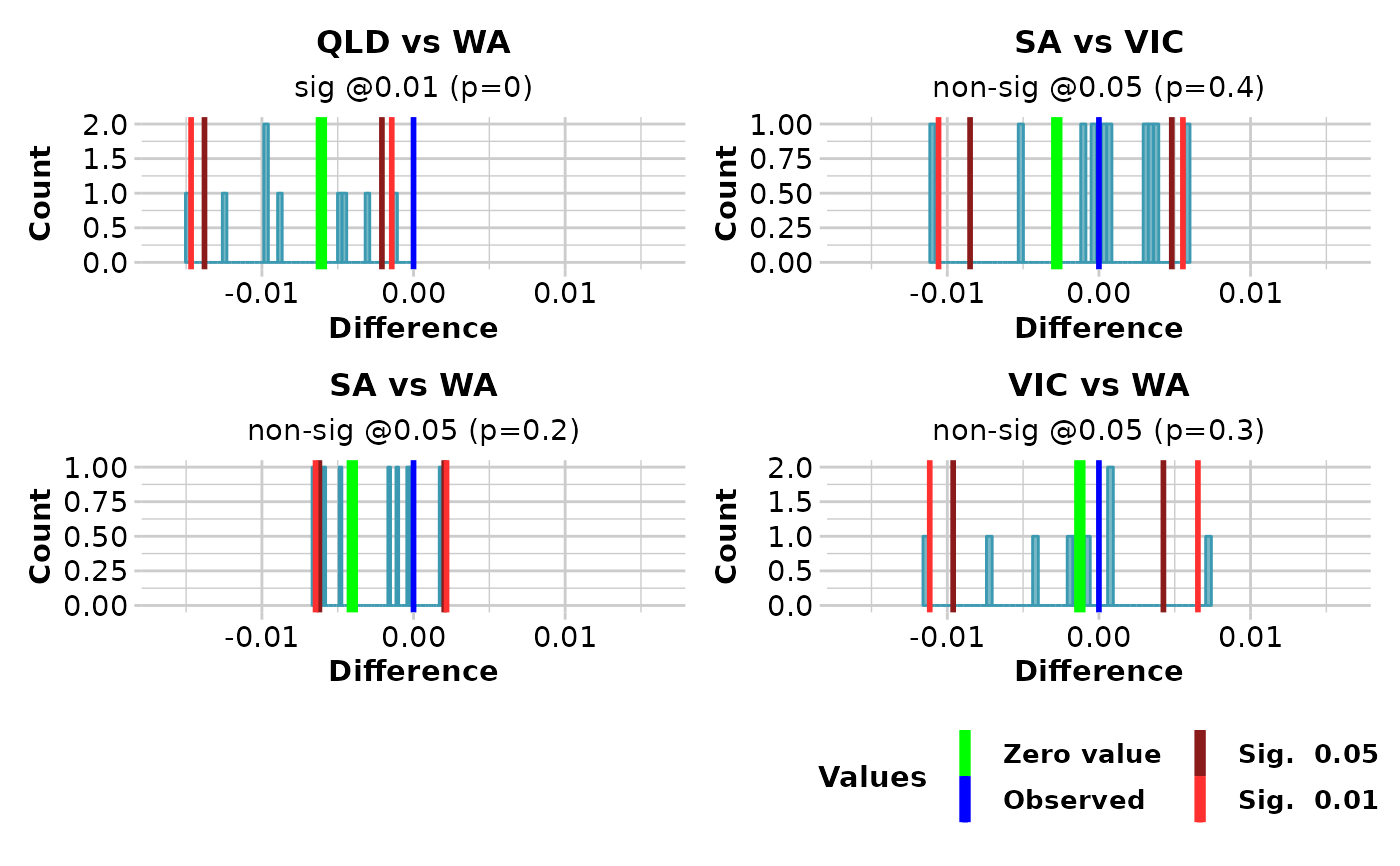 QLD vs WA
sig @0.01 (p=0)
2.0
1.5
1.0
0.5
0.0
Count
-0.01 0.00 0.01
Difference
SA vs VIC
non-sig @0.05 (p=0.4)
1.00
0.75
0.50
0.25
0.00
Count
-0.01 0.00 0.01
Difference
SA vs WA
non-sig @0.05 (p=0.2)
1.00
0.75
0.50
0.25
0.00
Count
-0.01 0.00 0.01
Difference
VIC vs WA
non-sig @0.05 (p=0.3)
2.0
1.5
1.0
0.5
0.0
Count
-0.01 0.00 0.01
Difference
Values
Zero value
Observed
Sig. 0.05
Sig. 0.01